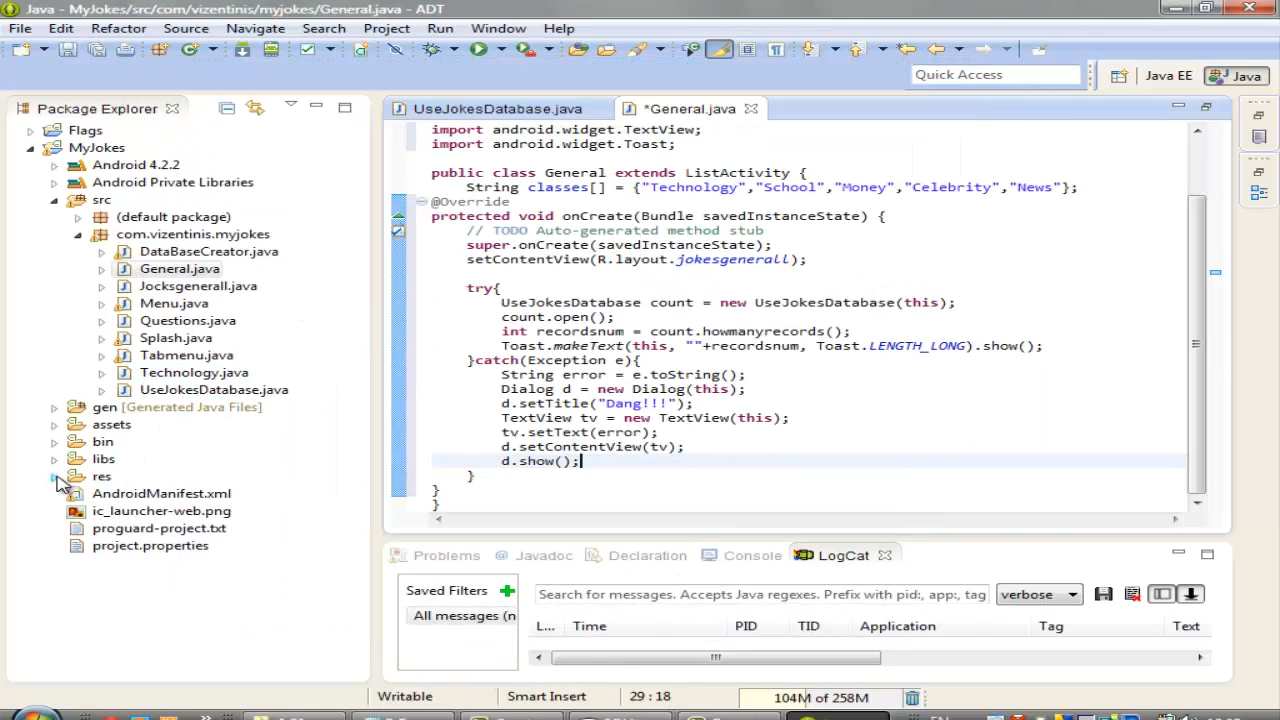 Java - MyJokes/src/com/vizentinis/myjokes/General.java - ADT
File Edit Refactor Source Navigate Search Project Run Window Help
Quick Access
Java EE
Java
Package Explorer
Flags
MyJokes
Android 4.2.2
Android Private Libraries
src
(default package)
com.vizentinis.myjokes
DataBaseCreator.java
General.java
Jocksgenerall.java
Menu.java
Questions.java
Splash.java
Tabmenu.java
Technology.java
UseJokesDatabase.java
gen [Generated Java Files]
assets
bin
libs
res
AndroidManifest.xml
ic_launcher-web.png
proguard-project.txt
project.properties
UseJokesDatabase.java
*General.java
import android.widget.TextView;
import android.widget.Toast;
public class General extends ListActivity {
String classes[] = {"Technology","School","Money","Celebrity","News"};
@Override
protected void onCreate(Bundle savedInstanceState) {
// TODO Auto-generated method stub
super.onCreate(savedInstanceState);
setContentView(R.layout.jokesgenerall);
try{
UseJokesDatabase count = new UseJokesDatabase(this);
count.open();
int recordsnum = count.howmanyrecords();
Toast.makeText(this, ""+recordsnum, Toast.LENGTH_LONG).show();
}catch(Exception e){
String error = e.toString();
Dialog d = new Dialog(this);
d.setTitle("Dang!!!");
TextView tv = new TextView(this);
tv.setText(error);
d.setContentView(tv);
d.show();
}
}
}
Problems @ Javadoc Declaration Console LogCat
Saved Filters
All messages (n
Search for messages. Accepts Java regexes. Prefix with pid:, app:, tag
verbose
L... Time PID TID Application Tag Text
Writable Smart Insert 29 : 18 104M of 258M